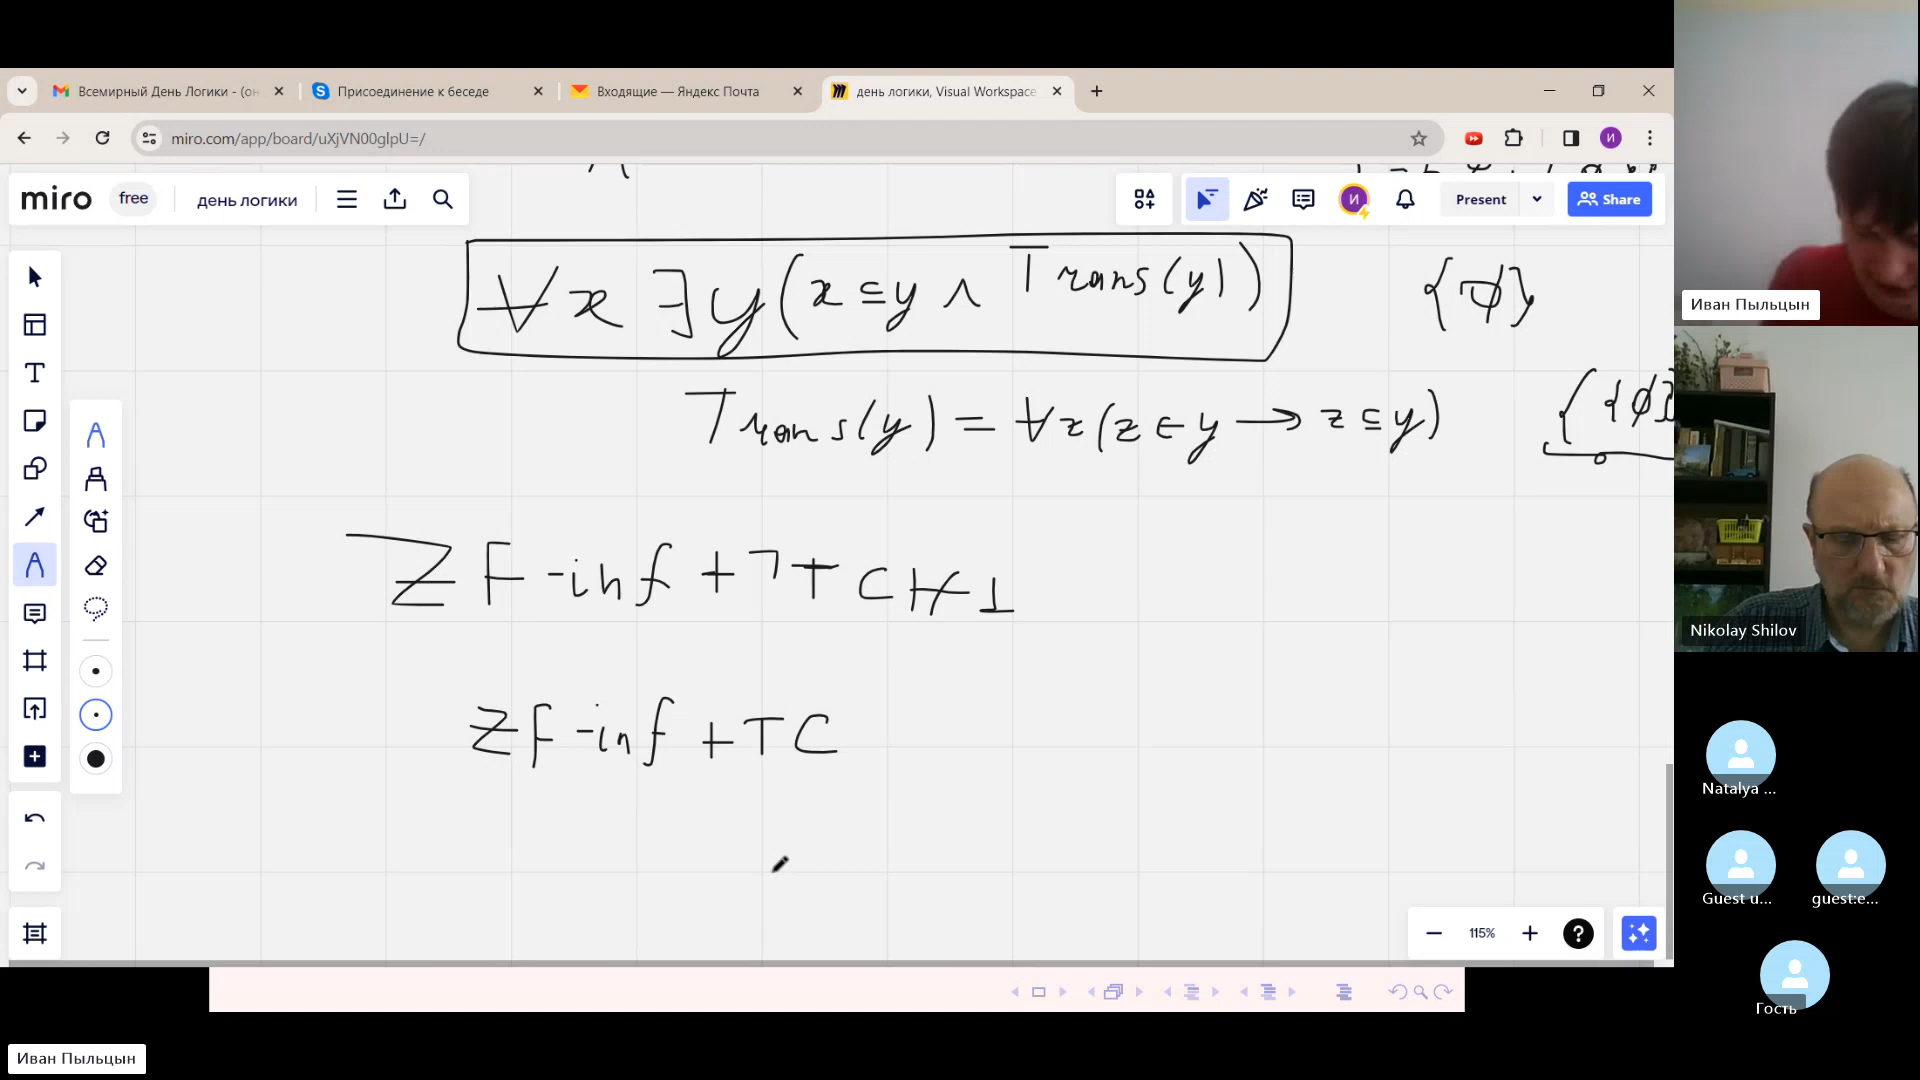 Всемирный День Логики - (он
Присоединение к беседе
Входящие — Яндекс Почта
день логики, Visual Workspace
miro.com/app/board/uXjVN00glpU=/
И
miro
free
день логики
И
Present
Share
∀x ∃y(x ⊆ y ∧ Trans(y))
{∅}
Trans(y) = ∀z(z ∈ y → z ⊆ y)
{{∅}
ZF -inf + ¬TC ⊬ ⊥
ZF -inf + TC
115%
Иван Пыльцын
Nikolay Shilov
Natalya ...
Guest u...
guest:e...
Гость
Иван Пыльцын